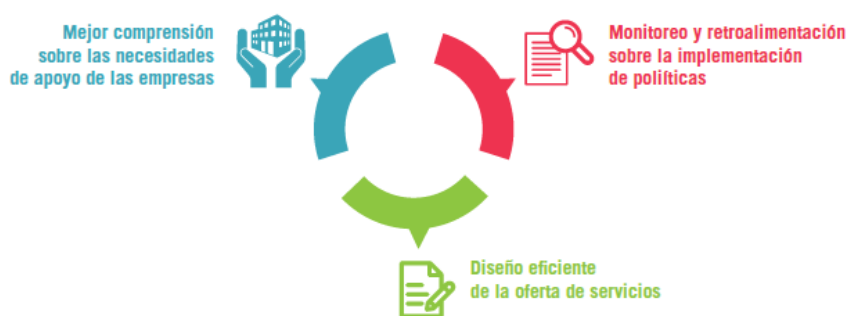 Mejor comprensión
sobre las necesidades
de apoyo de las empresas
Monitoreo y retroalimentación
sobre la implementación
de polifticas
Diseño eficiente
de la oferta de servicios